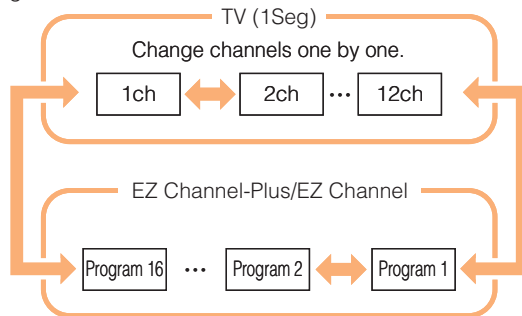 TV (1Seg)
Change channels one by one.
1ch 2ch ··· 12ch
EZ Channel-Plus/EZ Channel
Program 16 ··· Program 2 Program 1